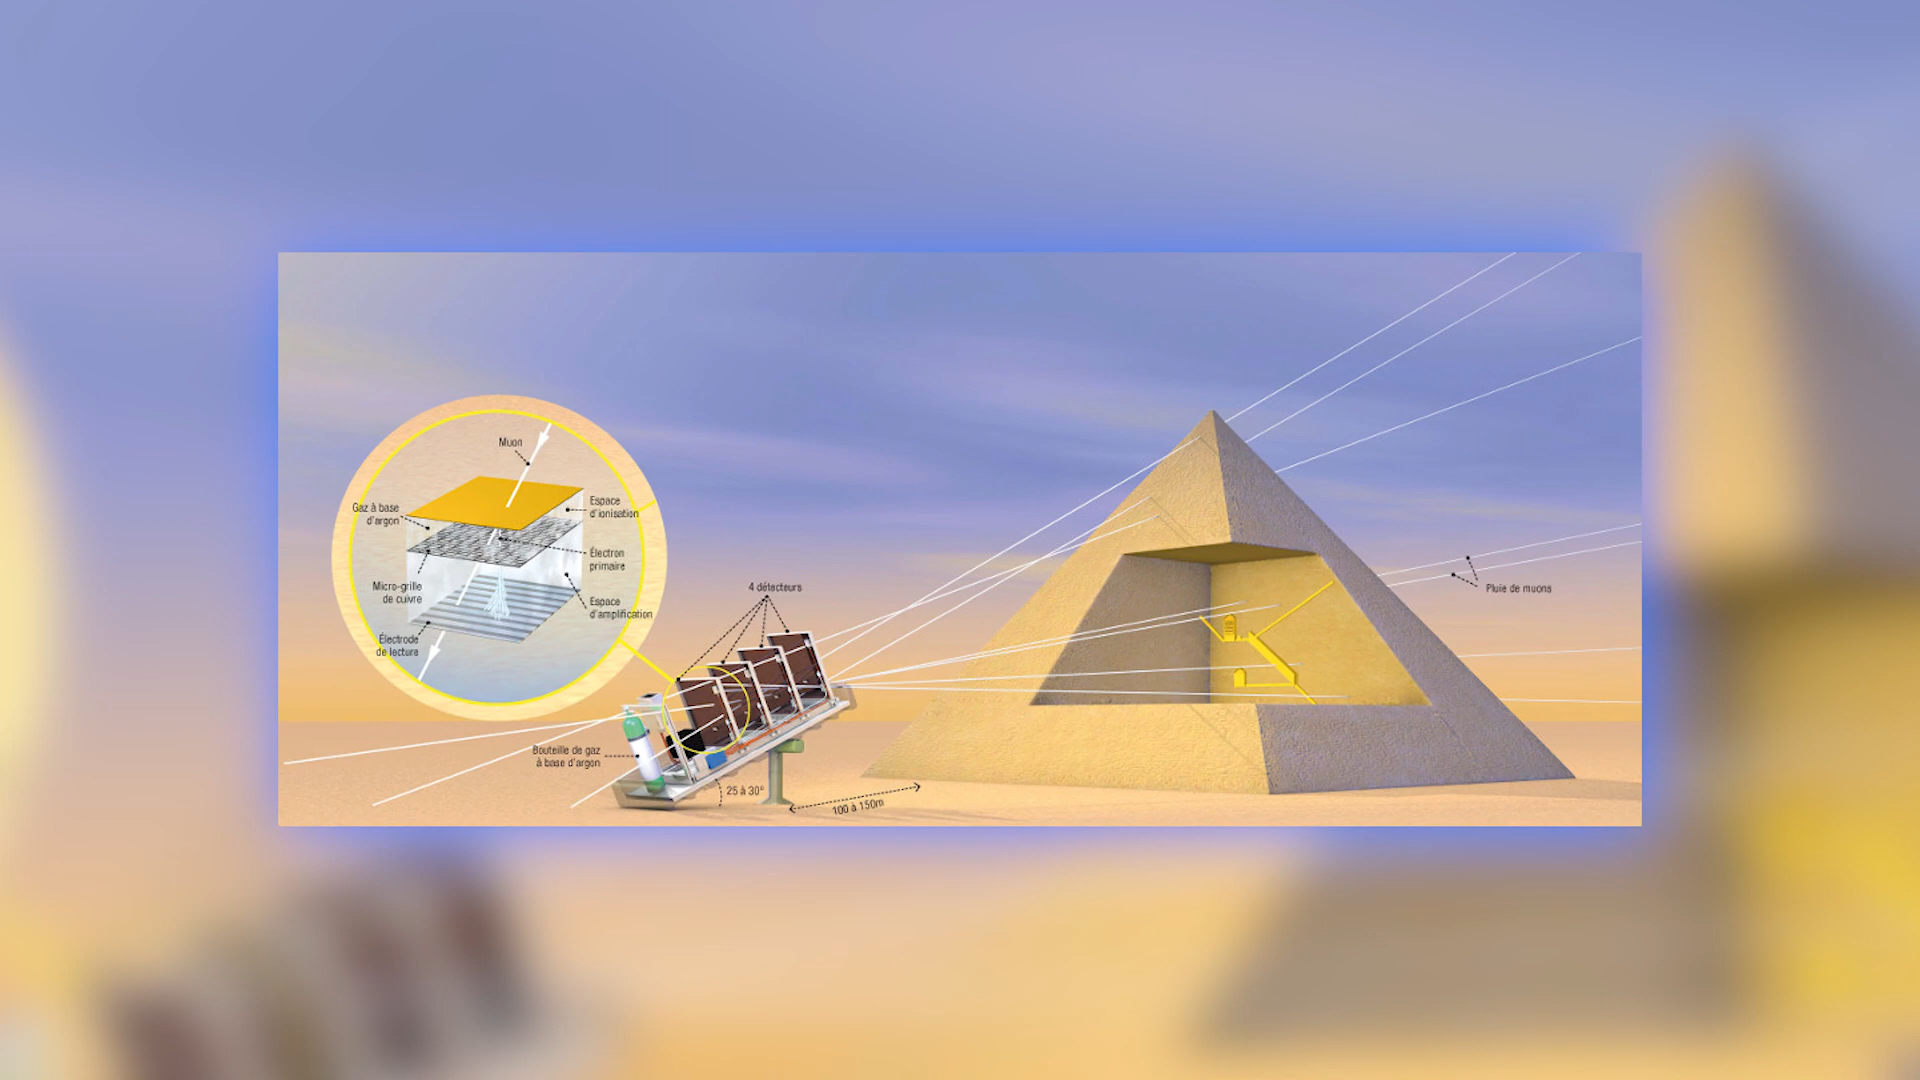 Muon
Gaz à base
d'argon
Espace
d'ionisation
Électron
primaire
Micro-grille
de cuivre
Espace
d'amplification
Électrode
de lecture
4 détecteurs
Pluie de muons
Bouteille de gaz
à base d'argon
25 à 30°
100 à 150m